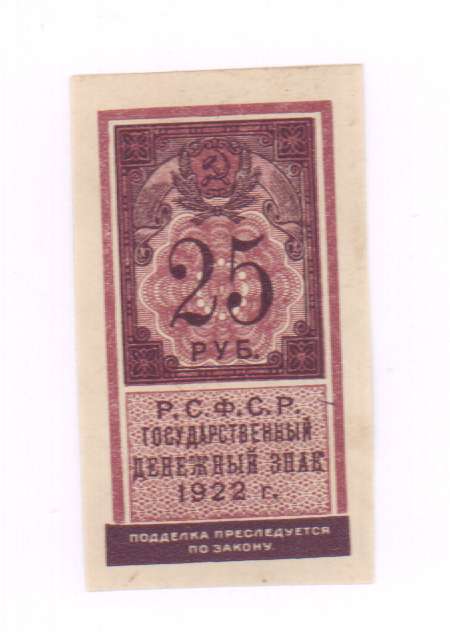 25
РУБ.
Р.С.Ф.С.Р.
ГОСУДАРСТВЕННЫЙ
ДЕНЕЖНЫЙ ЗНАК
1922 г.
ПОДДЕЛКА ПРЕСЛЕДУЕТСЯ
ПО ЗАКОНУ.